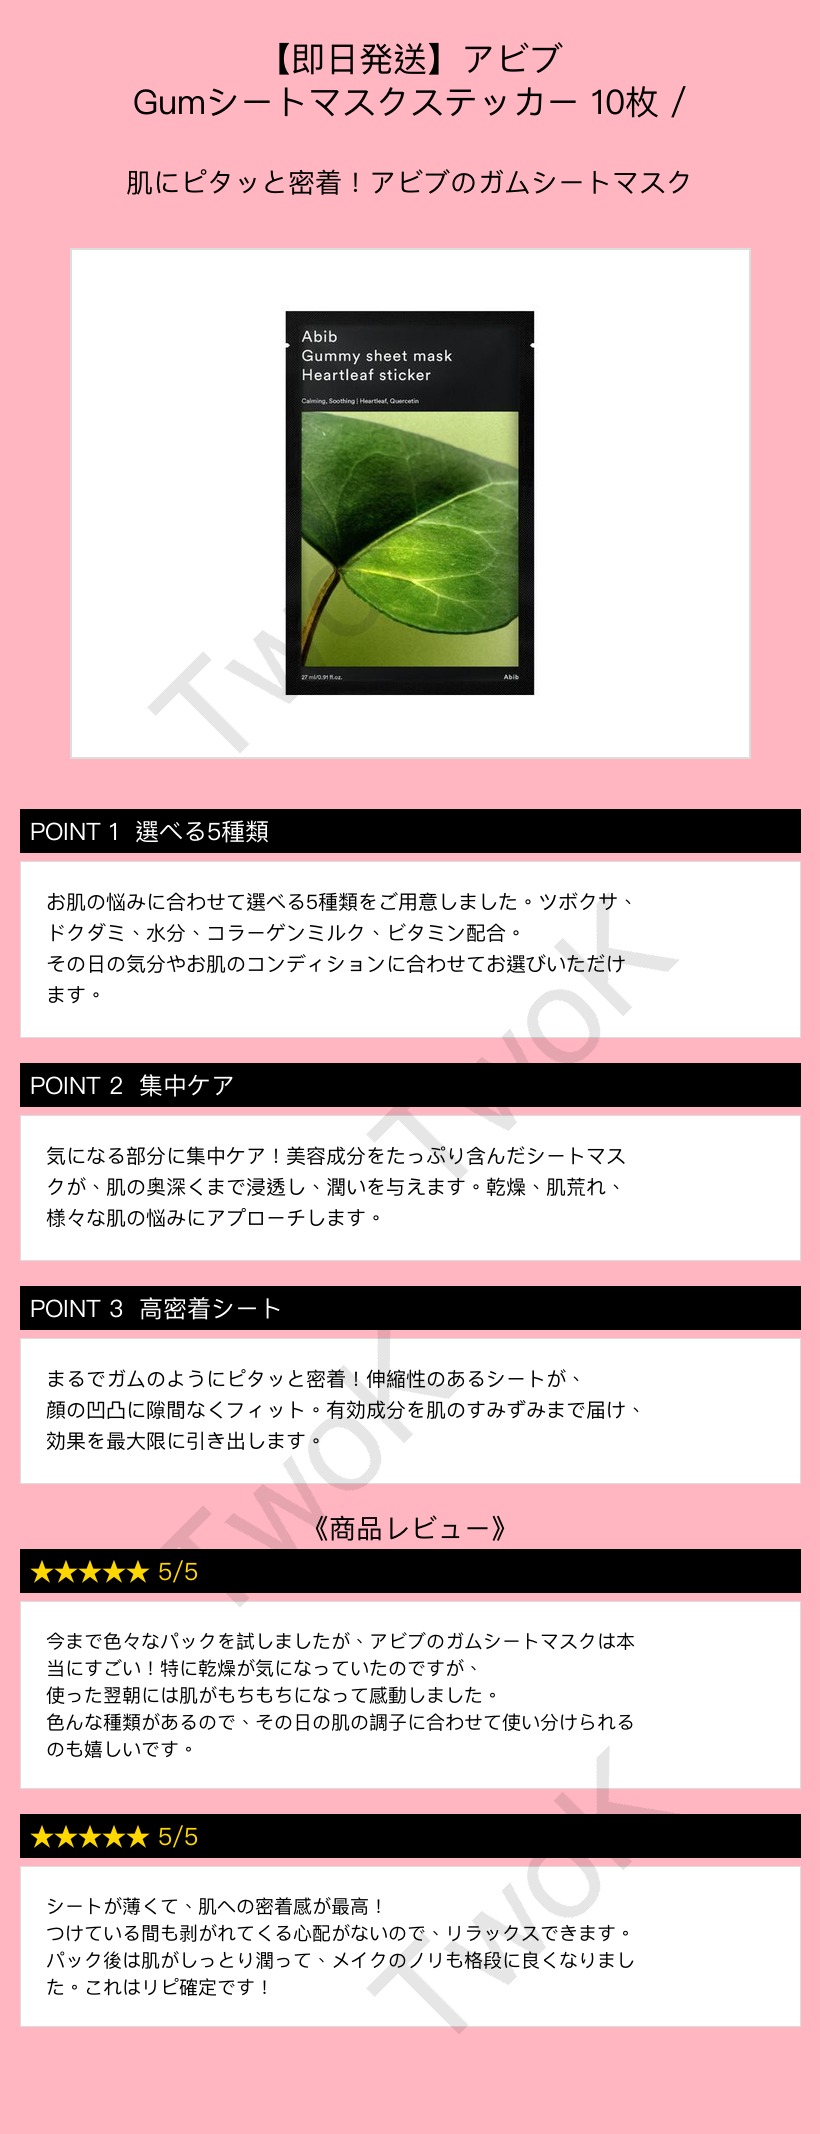 【即日発送】アビブ
Gumシートマスクステッカー 10枚 /
肌にピタッと密着！アビブのガムシートマスク
Abib
Gummy sheet mask
Heartleaf sticker
Calming, Soothing | Heartleaf, Quercetin
27 ml/0.91 fl.oz.
Abib
TwoK
POINT 1 選べる5種類
お肌の悩みに合わせて選べる5種類をご用意しました。ツボクサ、
ドクダミ、水分、コラーゲンミルク、ビタミン配合。
その日の気分やお肌のコンディションに合わせてお選びいただけ
ます。
TwoK
POINT 2 集中ケア
気になる部分に集中ケア！美容成分をたっぷり含んだシートマス
クが、肌の奥深くまで浸透し、潤いを与えます。乾燥、肌荒れ、
様々な肌の悩みにアプローチします。
POINT 3 高密着シート
まるでガムのようにピタッと密着！伸縮性のあるシートが、
顔の凹凸に隙間なくフィット。有効成分を肌のすみずみまで届け、
効果を最大限に引き出します。
TwoK
《商品レビュー》
★★★★★ 5/5
今まで色々なパックを試しましたが、アビブのガムシートマスクは本
当にすごい！特に乾燥が気になっていたのですが、
使った翌朝には肌がもちもちになって感動しました。
色んな種類があるので、その日の肌の調子に合わせて使い分けられる
のも嬉しいです。
★★★★★ 5/5
シートが薄くて、肌への密着感が最高！
つけている間も剥がれてくる心配がないので、リラックスできます。
パック後は肌がしっとり潤って、メイクのノリも格段に良くなりまし
た。これはリピ確定です！
TwoK